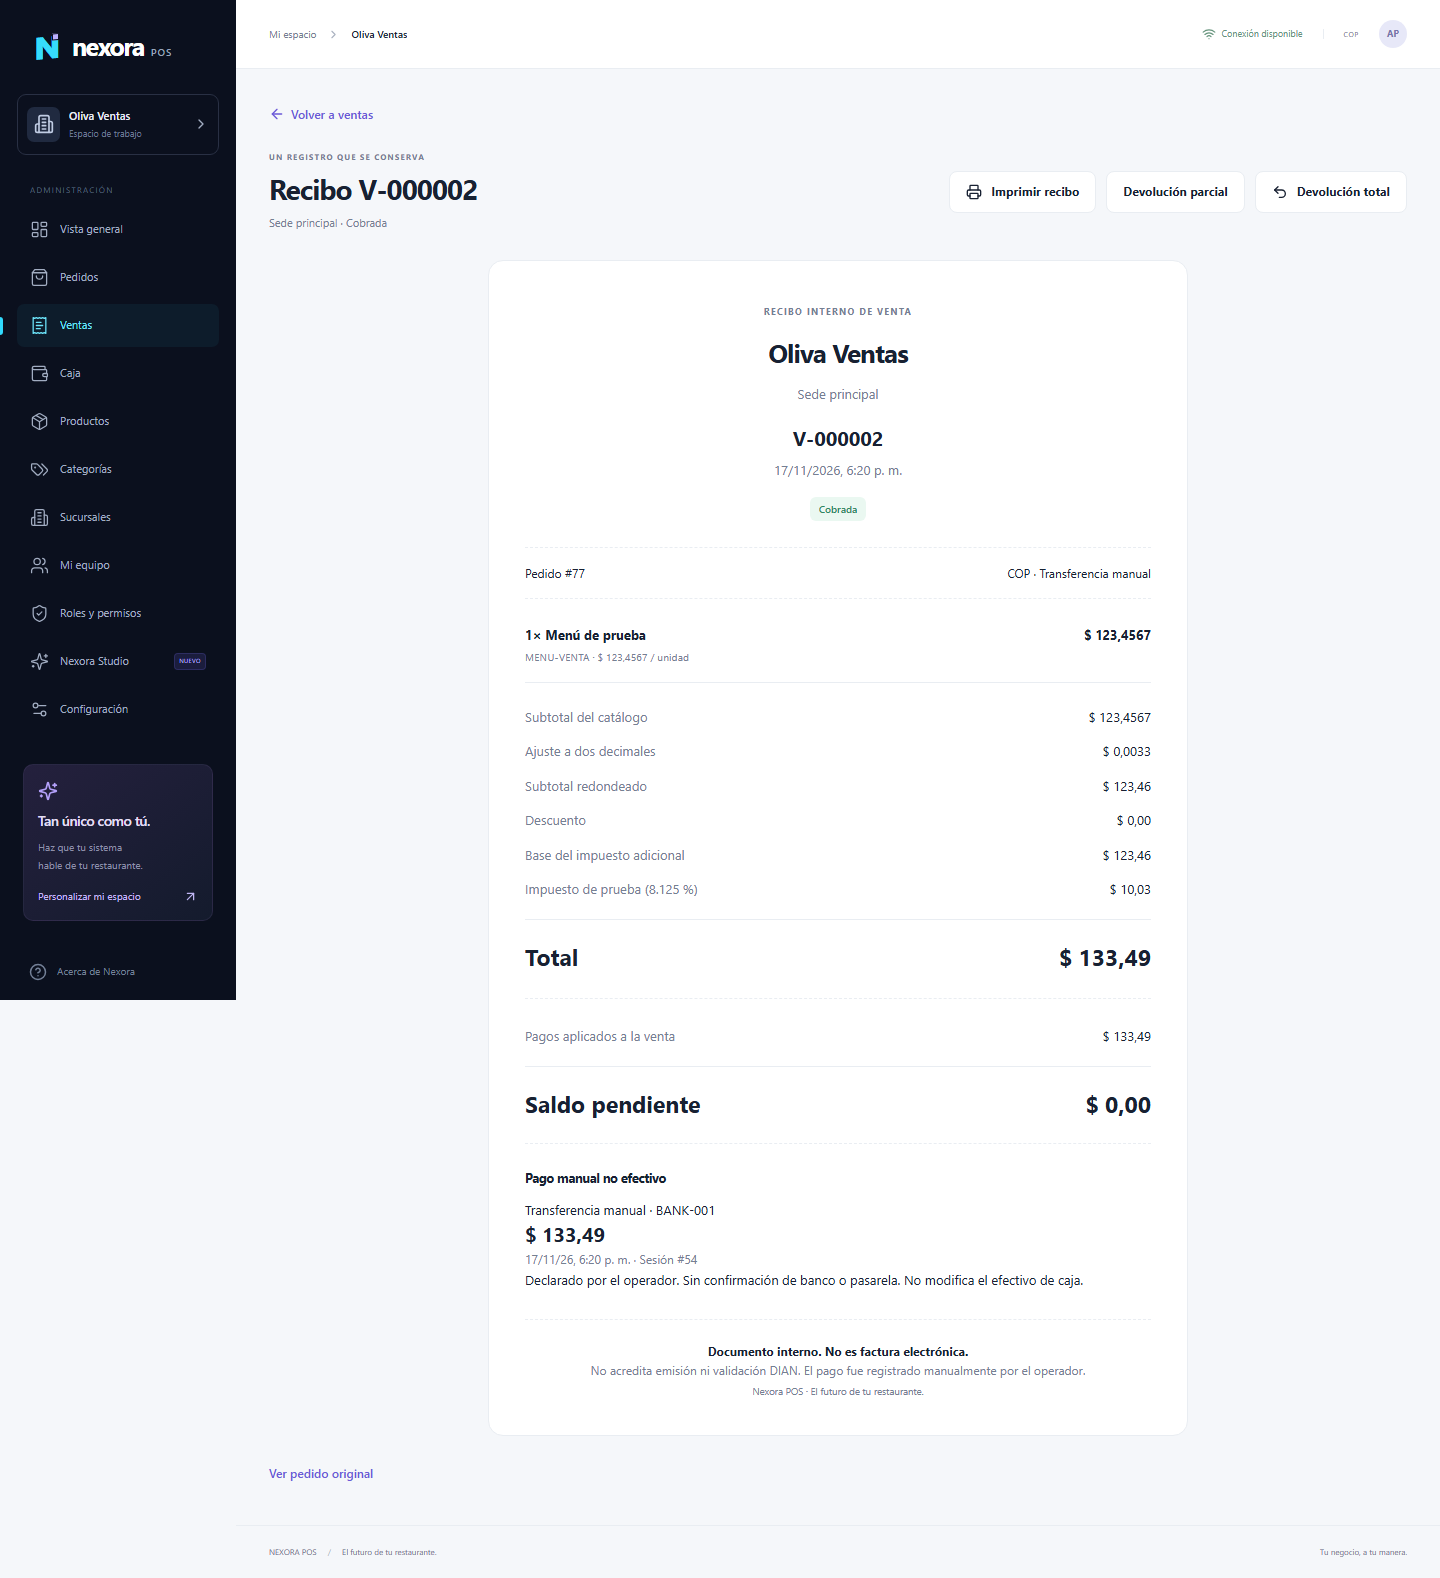 nexora POS
Oliva Ventas
Espacio de trabajo
ADMINISTRACIÓN
Vista general
Pedidos
Ventas
Caja
Productos
Categorías
Sucursales
Mi equipo
Roles y permisos
Nexora Studio NUEVO
Configuración
Tan único como tú.
Haz que tu sistema
hable de tu restaurante.
Personalizar mi espacio
Acerca de Nexora
Mi espacio Oliva Ventas
Conexión disponible COP AP
Volver a ventas
UN REGISTRO QUE SE CONSERVA
Recibo V-000002
Sede principal · Cobrada
Imprimir recibo Devolución parcial Devolución total
RECIBO INTERNO DE VENTA
Oliva Ventas
Sede principal
V-000002
17/11/2026, 6:20 p. m.
Cobrada
Pedido #77 COP · Transferencia manual
1× Menú de prueba $ 123,4567
MENU-VENTA · $ 123,4567 / unidad
Subtotal del catálogo $ 123,4567
Ajuste a dos decimales $ 0,0033
Subtotal redondeado $ 123,46
Descuento $ 0,00
Base del impuesto adicional $ 123,46
Impuesto de prueba (8.125 %) $ 10,03
Total $ 133,49
Pagos aplicados a la venta $ 133,49
Saldo pendiente $ 0,00
Pago manual no efectivo
Transferencia manual · BANK-001
$ 133,49
17/11/26, 6:20 p. m. · Sesión #54
Declarado por el operador. Sin confirmación de banco o pasarela. No modifica el efectivo de caja.
Documento interno. No es factura electrónica.
No acredita emisión ni validación DIAN. El pago fue registrado manualmente por el operador.
Nexora POS · El futuro de tu restaurante.
Ver pedido original
NEXORA POS / El futuro de tu restaurante.
Tu negocio, a tu manera.